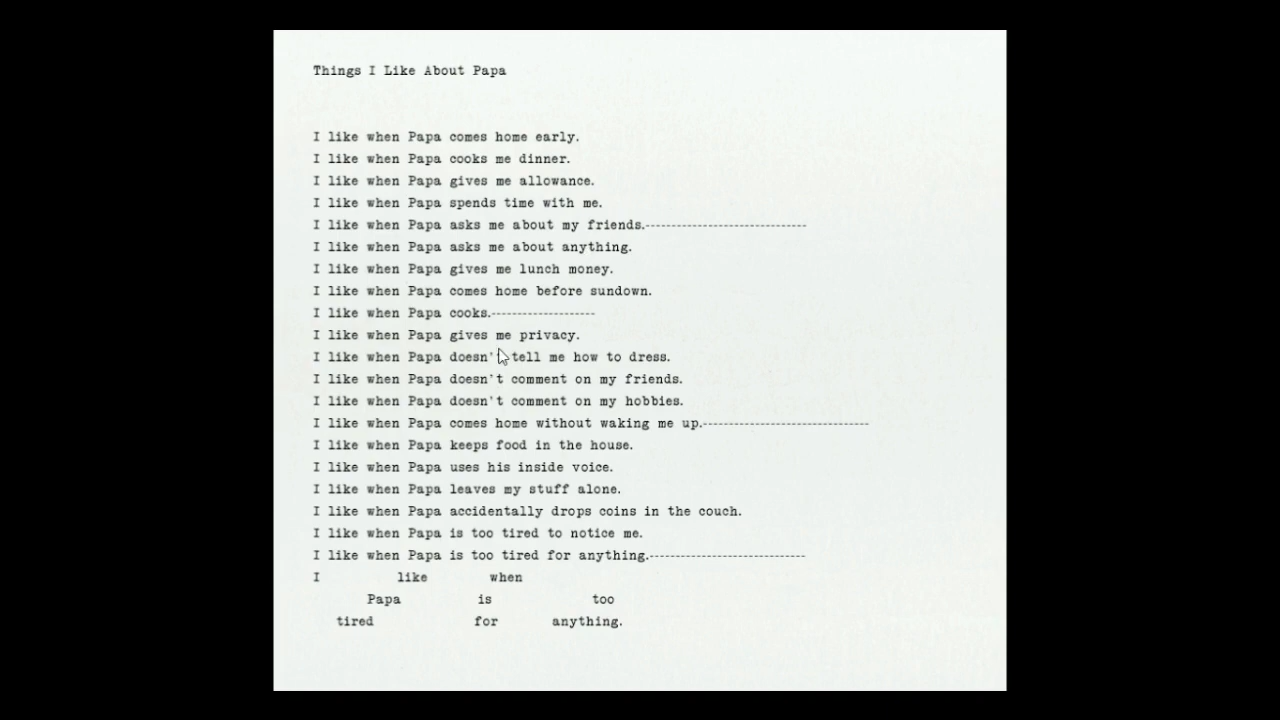 Things I Like About Papa
I like when Papa comes home early.
I like when Papa cooks me dinner.
I like when Papa gives me allowance.
I like when Papa spends time with me.
I like when Papa asks me about my friends.------------------------------
I like when Papa asks me about anything.
I like when Papa gives me lunch money.
I like when Papa comes home before sundown.
I like when Papa cooks.-------------------
I like when Papa gives me privacy.
I like when Papa doesn't tell me how to dress.
I like when Papa doesn't comment on my friends.
I like when Papa doesn't comment on my hobbies.
I like when Papa comes home without waking me up.-------------------------------
I like when Papa keeps food in the house.
I like when Papa uses his inside voice.
I like when Papa leaves my stuff alone.
I like when Papa accidentally drops coins in the couch.
I like when Papa is too tired to notice me.
I like when Papa is too tired for anything.-----------------------------
I like when
Papa is too
tired for anything.